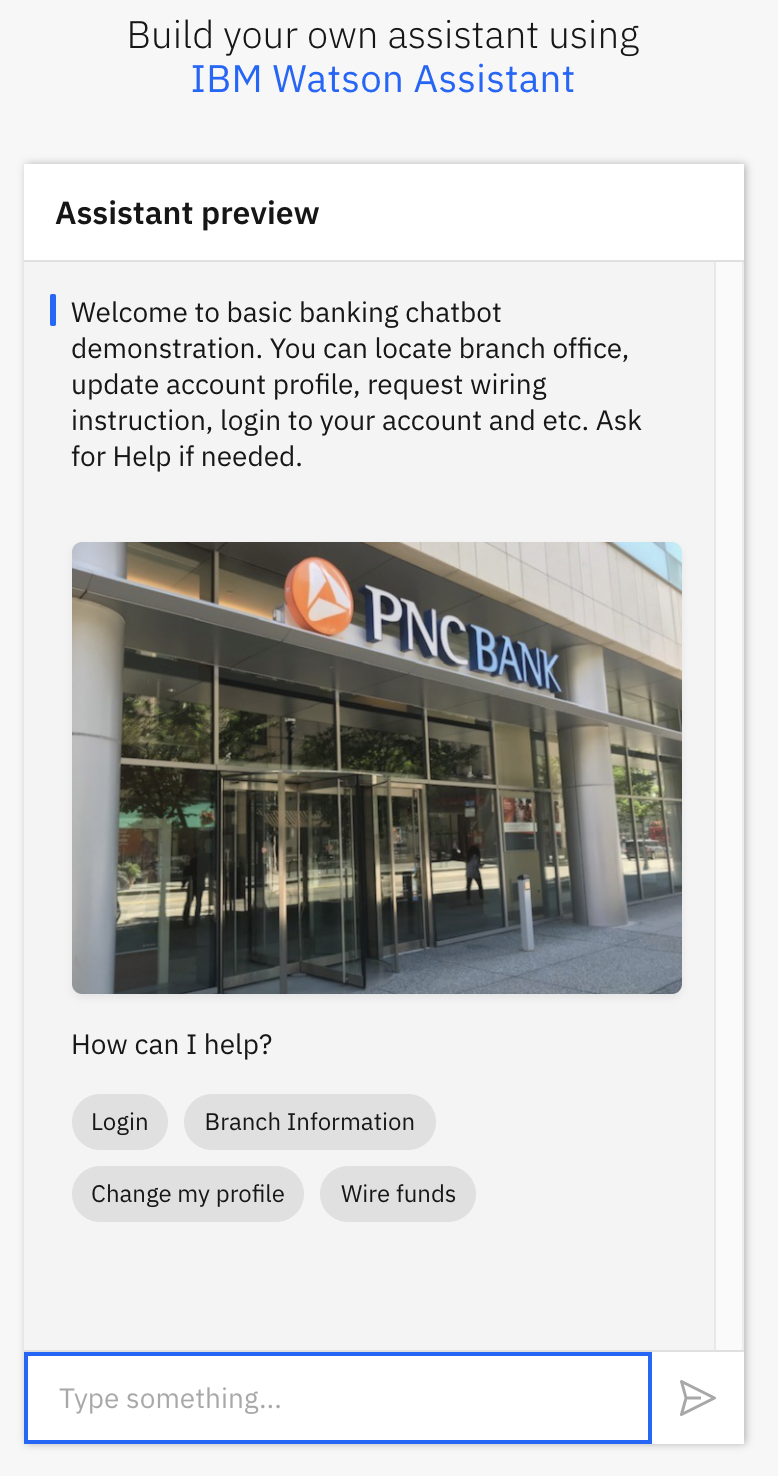 Build your own assistant using
IBM Watson Assistant
Assistant preview
Welcome to basic banking chatbot
demonstration. You can locate branch office,
update account profile, request wiring
instruction, login to your account and etc. Ask
for Help if needed.
PNC BANK
How can I help?
Login
Branch Information
Change my profile
Wire funds
Type something...